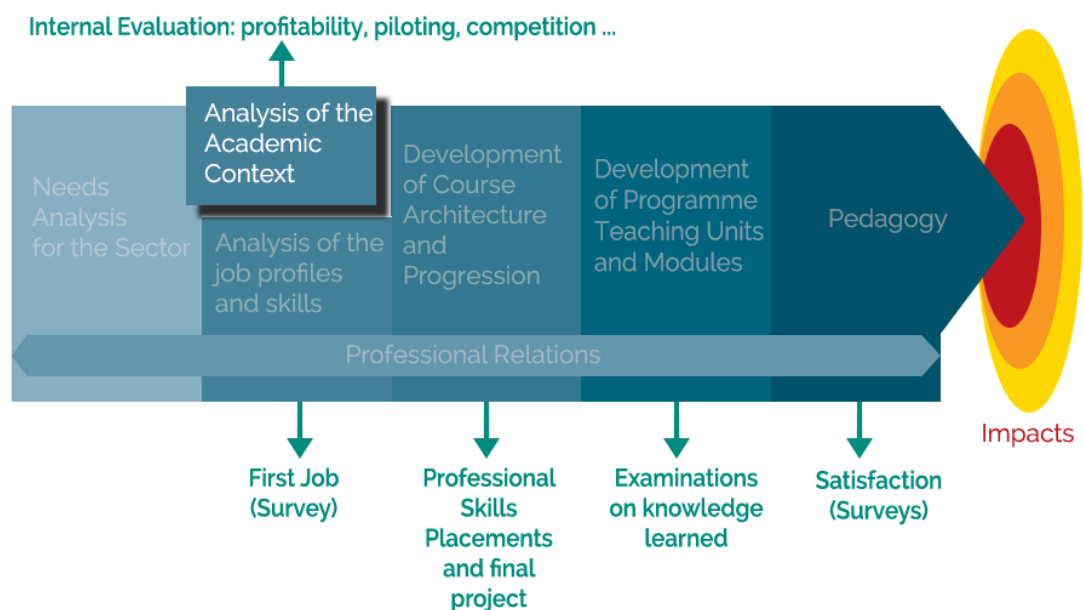 Internal Evaluation: profitability, piloting, competition ...
Analysis of the
Academic
Context
Needs
Analysis
for the Sector
Analysis of the
job profiles
and skills
Development
of Course
Architecture
and
Progression
Development
of Programme
Teaching Units
and Modules
Pedagogy
Professional Relations
Impacts
First Job
(Survey)
Professional
Skills
Placements
and final
project
Examinations
on knowledge
learned
Satisfaction
(Surveys)